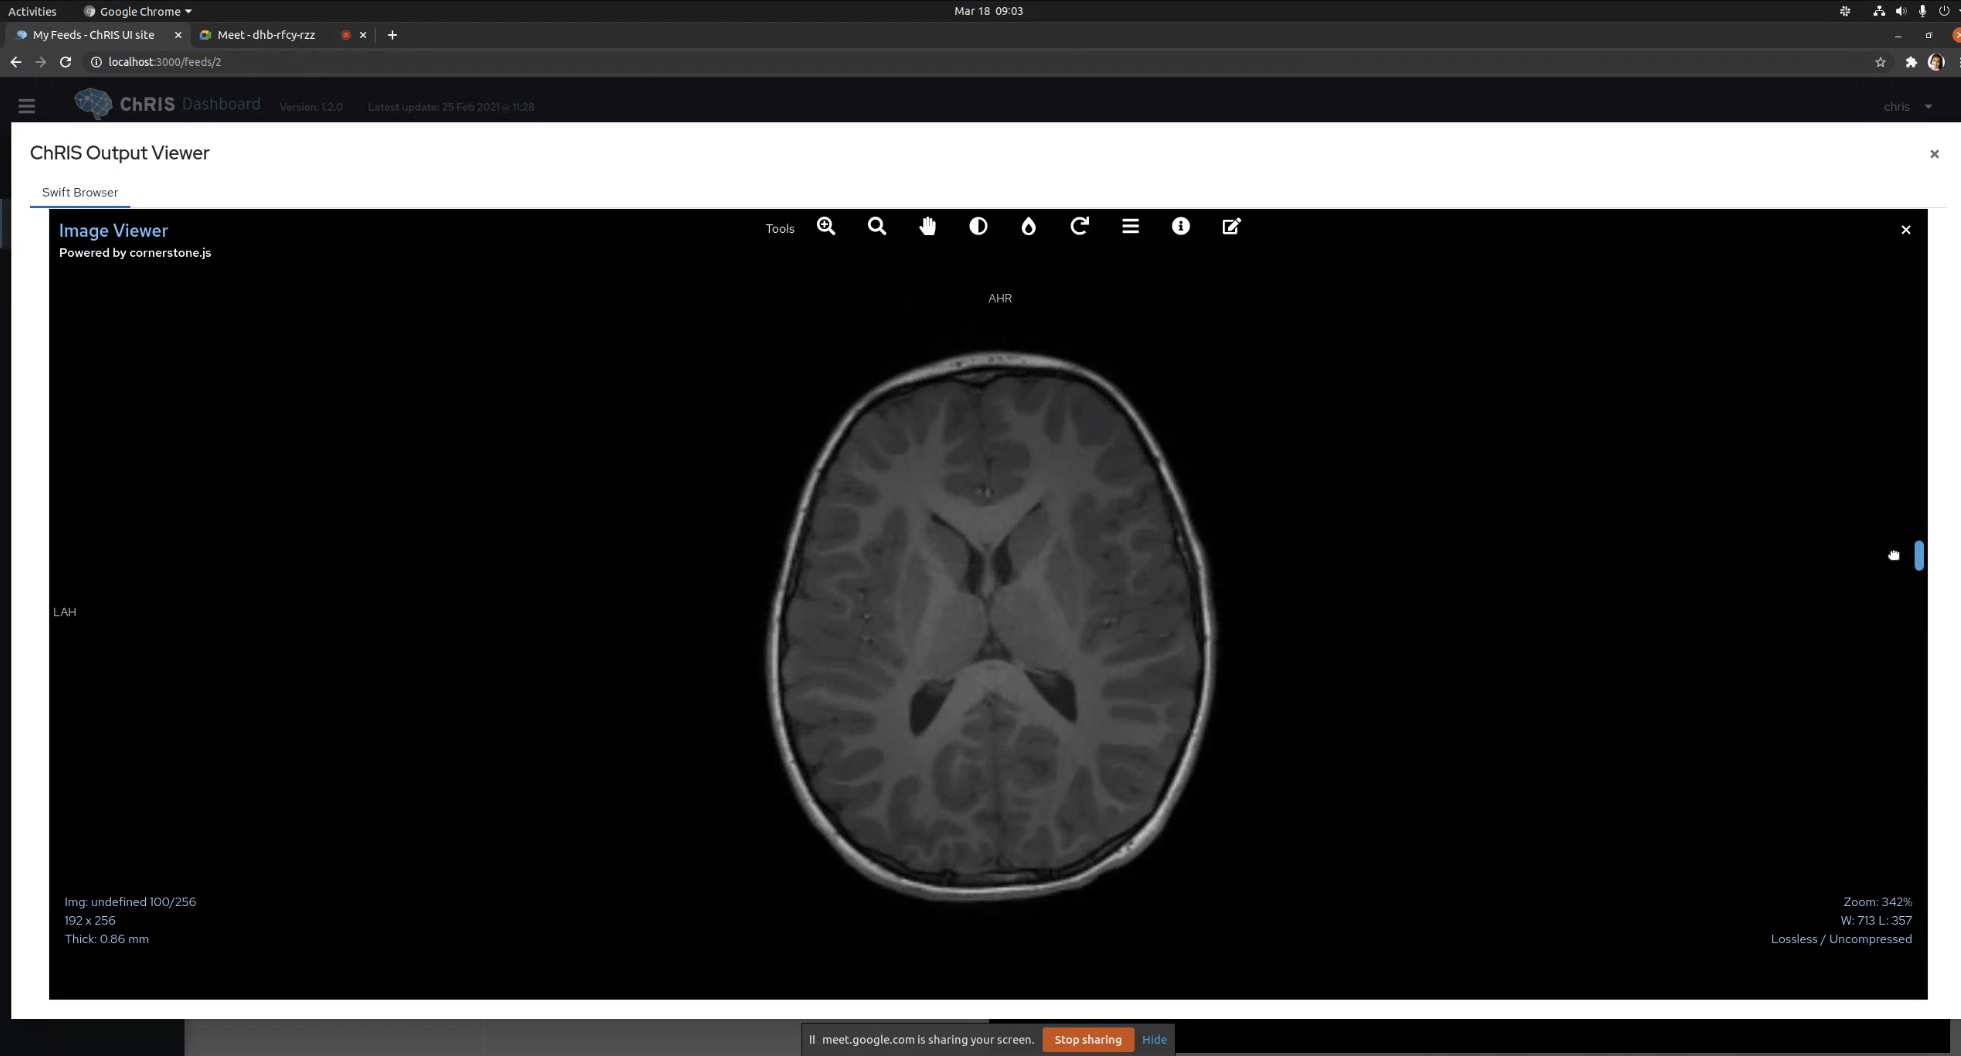 Activities Google Chrome Mar 18 09:03
My Feeds - ChRIS UI site Meet - dhb-rfcy-rzz
localhost:3000/feeds/2
ChRIS Dashboard Version: 1.2.0 Latest update: 25 Feb 2021 @ 11:28 chris
ChRIS Output Viewer
Swift Browser
Image Viewer
Tools
Powered by cornerstone.js
AHR
LAH
Img: undefined 100/256
192 x 256
Thick: 0.86 mm
Zoom: 342%
W: 713 L: 357
Lossless / Uncompressed
meet.google.com is sharing your screen. Stop sharing Hide